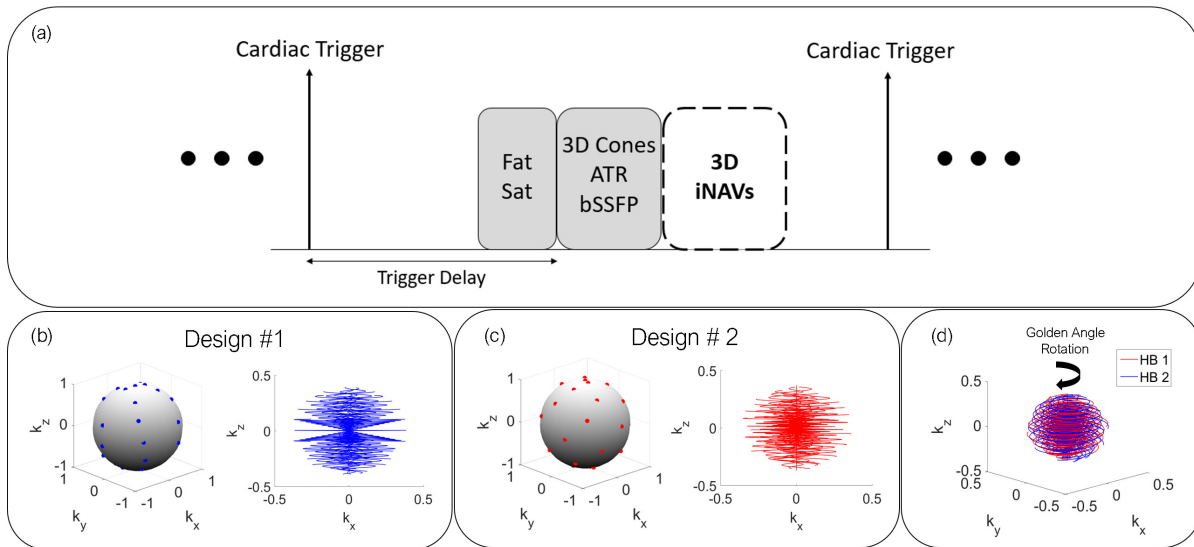 (a)
Cardiac Trigger
Cardiac Trigger
Fat
Sat
3D Cones
ATR
bSSFP
3D
iNAVs
Trigger Delay
(b)
Design #1
1
0
-1
k_z
1
0
-1
k_y
-1
0
1
k_x
0.5
0
-0.5
k_z
-0.5
0
0.5
k_x
(c)
Design # 2
1
0
-1
k_z
1
0
-1
k_y
-1
0
1
k_x
0.5
0
-0.5
k_z
-0.5
0
0.5
k_x
(d)
Golden Angle
Rotation
HB 1
HB 2
0.5
0
-0.5
k_z
0.5
0
-0.5
k_y
-0.5
0
0.5
k_x